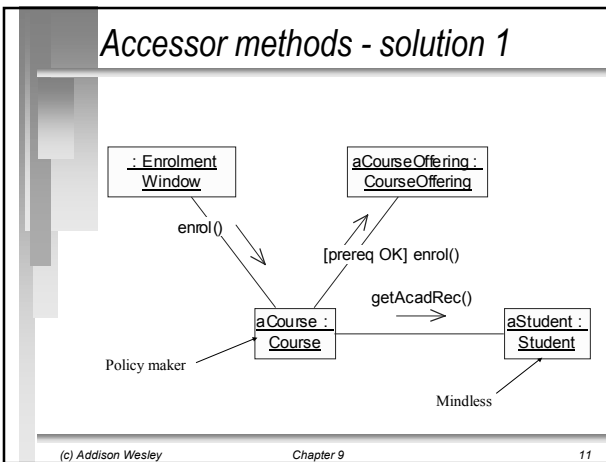 Accessor methods - solution 1
: Enrolment
Window
aCourseOffering :
CourseOffering
enrol()
[prereq OK] enrol()
getAcadRec()
aCourse :
Course
aStudent :
Student
Policy maker
Mindless
(c) Addison Wesley
Chapter 9
11